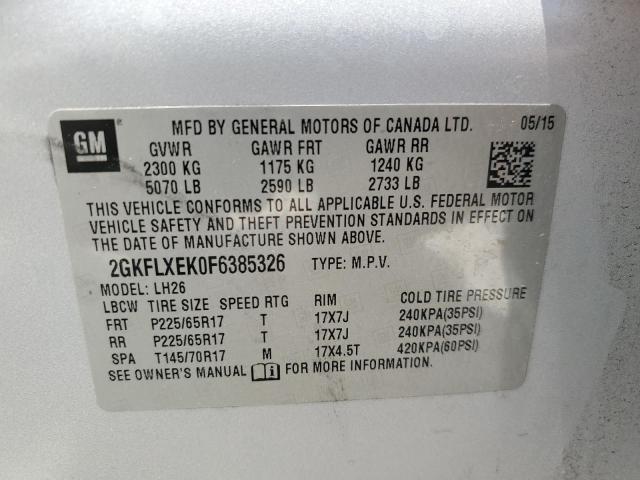 GM
MFD BY GENERAL MOTORS OF CANADA LTD. 05/15
GVWR GAWR FRT GAWR RR
2300 KG 1175 KG 1240 KG
5070 LB 2590 LB 2733 LB
THIS VEHICLE CONFORMS TO ALL APPLICABLE U.S. FEDERAL MOTOR
VEHICLE SAFETY AND THEFT PREVENTION STANDARDS IN EFFECT ON
THE DATE OF MANUFACTURE SHOWN ABOVE.
2GKFLXEK0F6385326 TYPE: M.P.V.
MODEL: LH26
LBCW TIRE SIZE SPEED RTG RIM COLD TIRE PRESSURE
FRT P225/65R17 T 17X7J 240KPA(35PSI)
RR P225/65R17 T 17X7J 240KPA(35PSI)
SPA T145/70R17 M 17X4.5T 420KPA(60PSI)
SEE OWNER'S MANUAL FOR MORE INFORMATION.